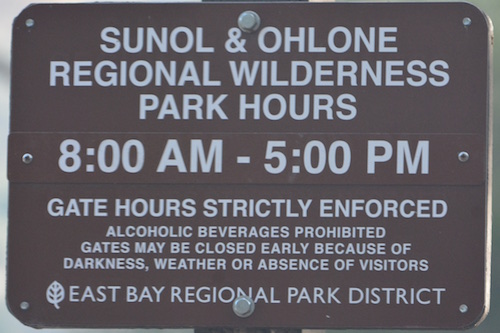 SUNOL & OHLONE
REGIONAL WILDERNESS
PARK HOURS
8:00 AM - 5:00 PM
GATE HOURS STRICTLY ENFORCED
ALCOHOLIC BEVERAGES PROHIBITED
GATES MAY BE CLOSED EARLY BECAUSE OF
DARKNESS, WEATHER OR ABSENCE OF VISITORS
EAST BAY REGIONAL PARK DISTRICT